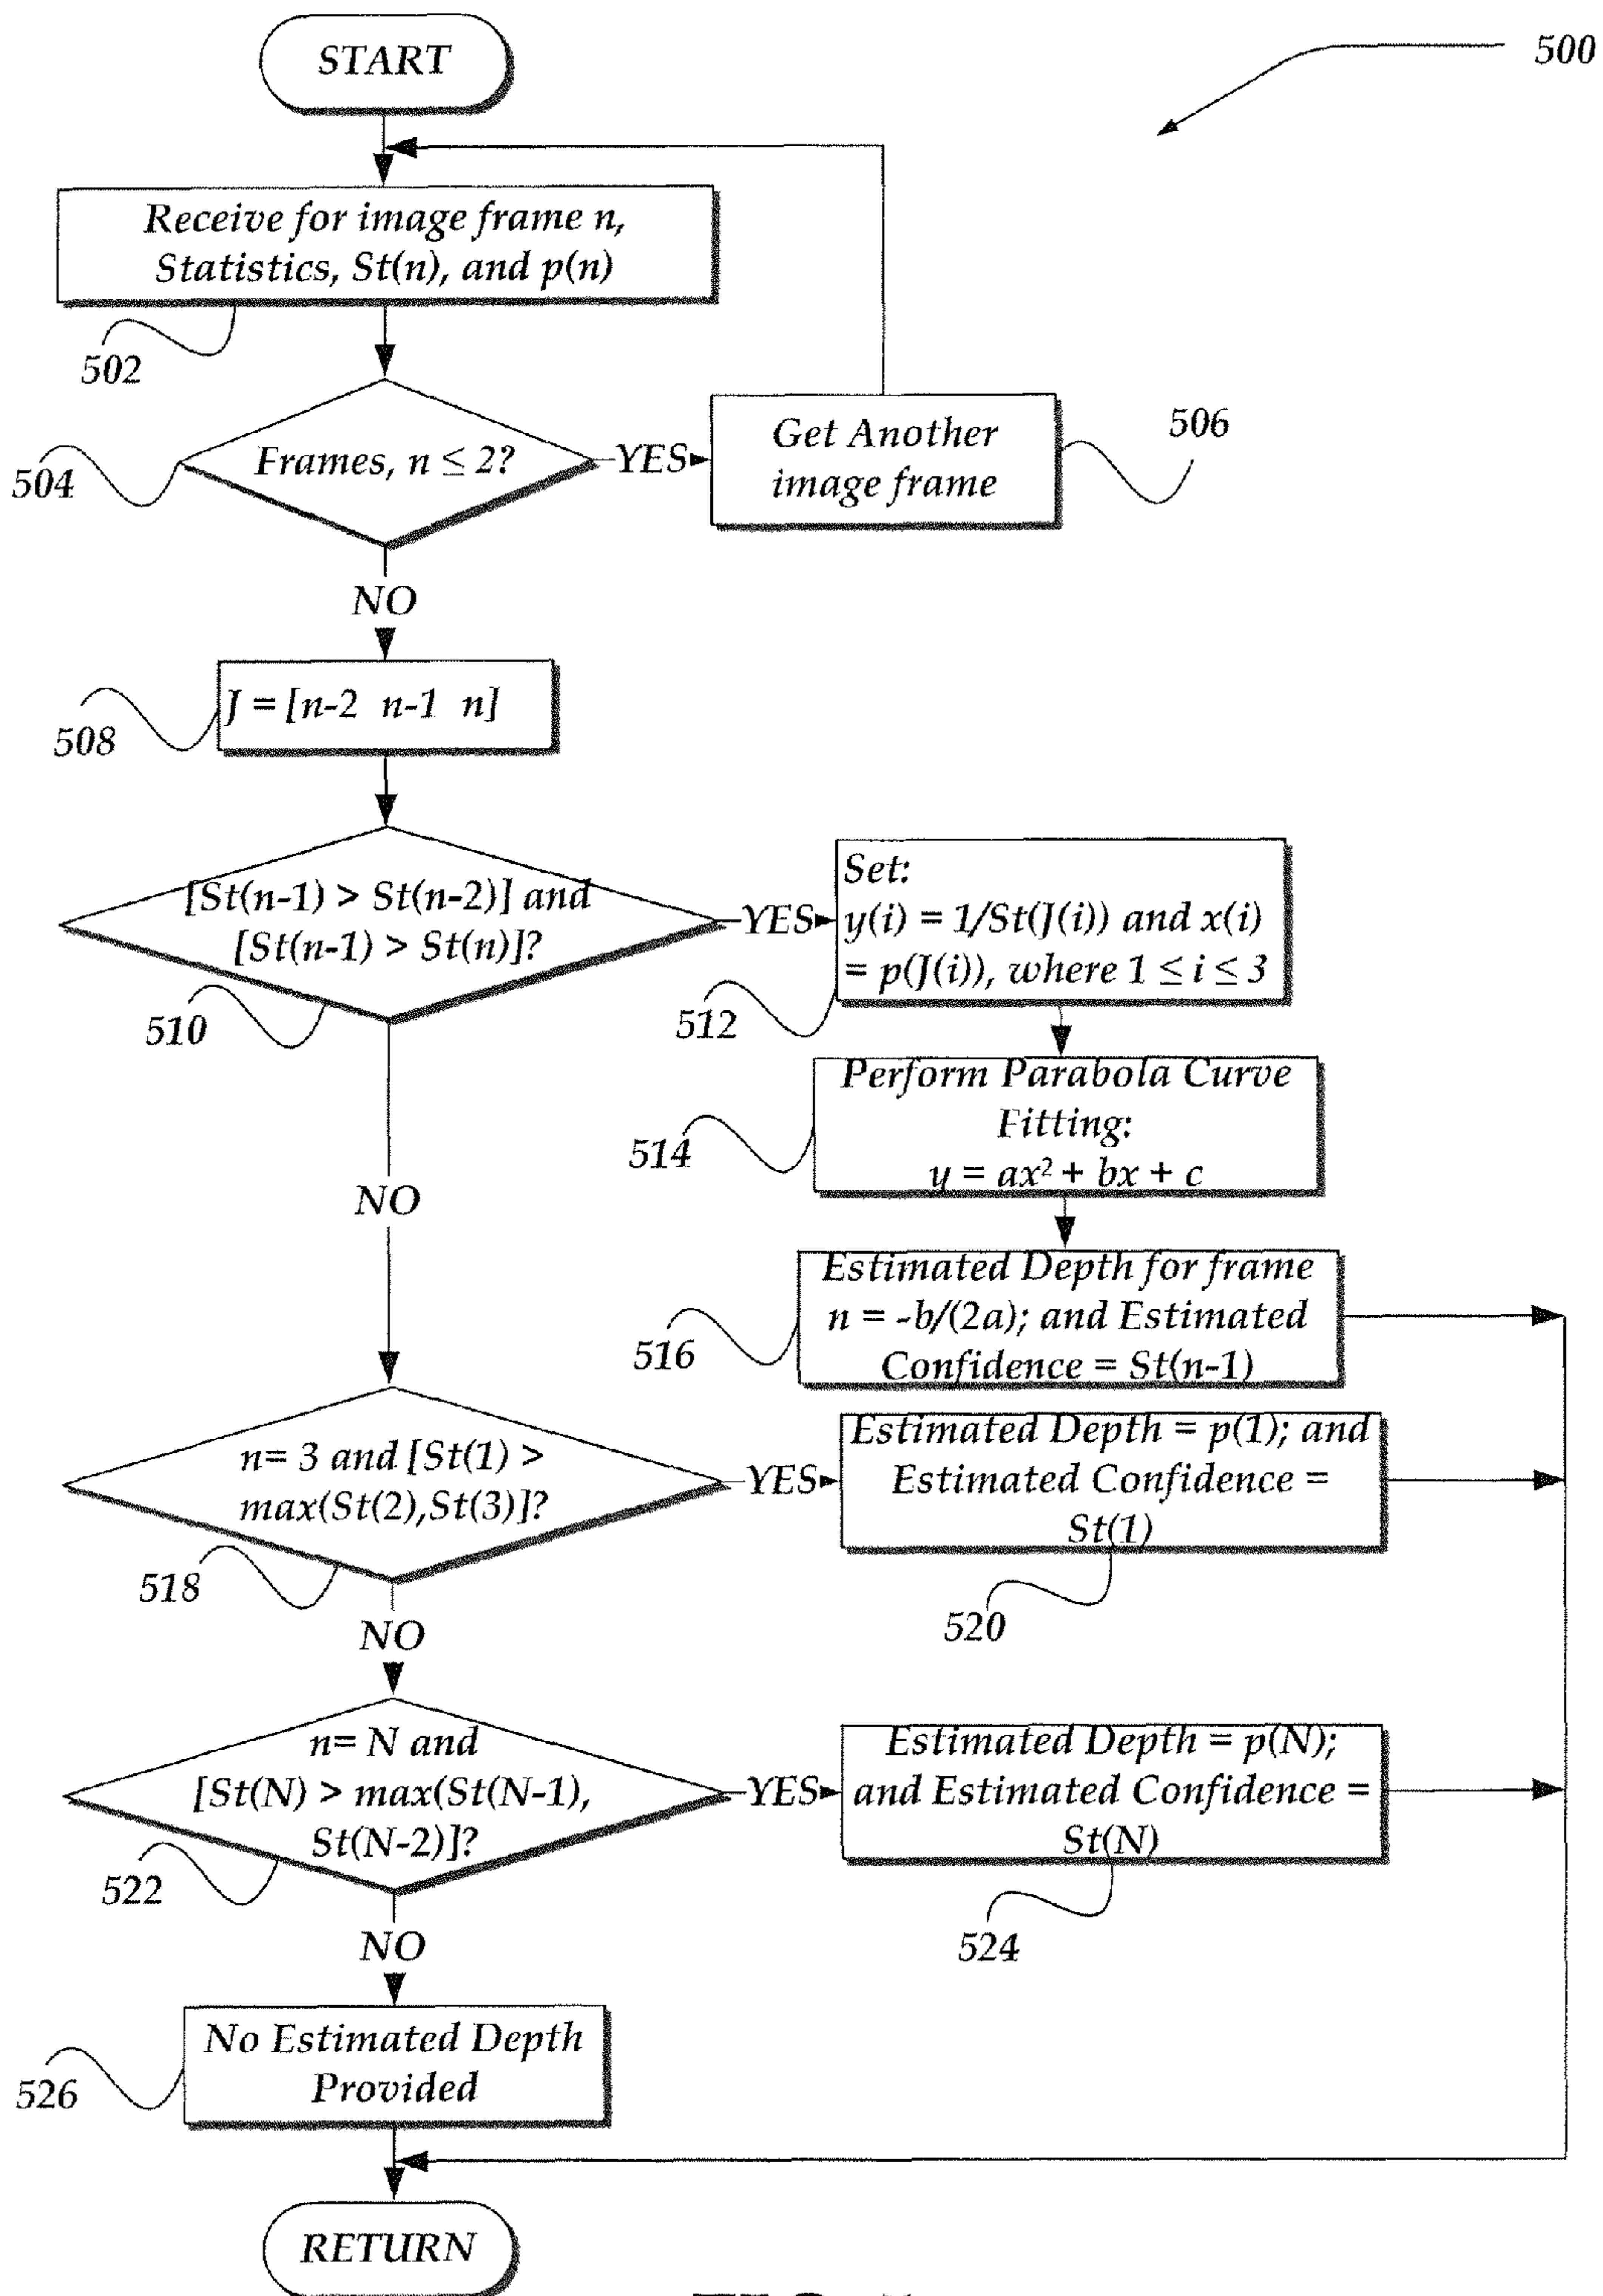 START
500
Receive for image frame n,
Statistics, St(n), and p(n)
502
Frames, n ≤ 2?
YES
504
Get Another
image frame
506
NO
J = [n-2 n-1 n]
508
[St(n-1) > St(n-2)] and
[St(n-1) > St(n)]?
YES
510
Set:
y(i) = 1/St(J(i)) and x(i)
= p(J(i)), where 1 ≤ i ≤ 3
512
Perform Parabola Curve
Fitting:
y = ax² + bx + c
514
NO
Estimated Depth for frame
n = -b/(2a); and Estimated
Confidence = St(n-1)
516
n= 3 and [St(1) >
max(St(2),St(3)]?
YES
518
Estimated Depth = p(1); and
Estimated Confidence =
St(1)
520
NO
n= N and
[St(N) > max(St(N-1),
St(N-2)]?
YES
522
Estimated Depth = p(N);
and Estimated Confidence =
St(N)
524
NO
No Estimated Depth
Provided
526
RETURN